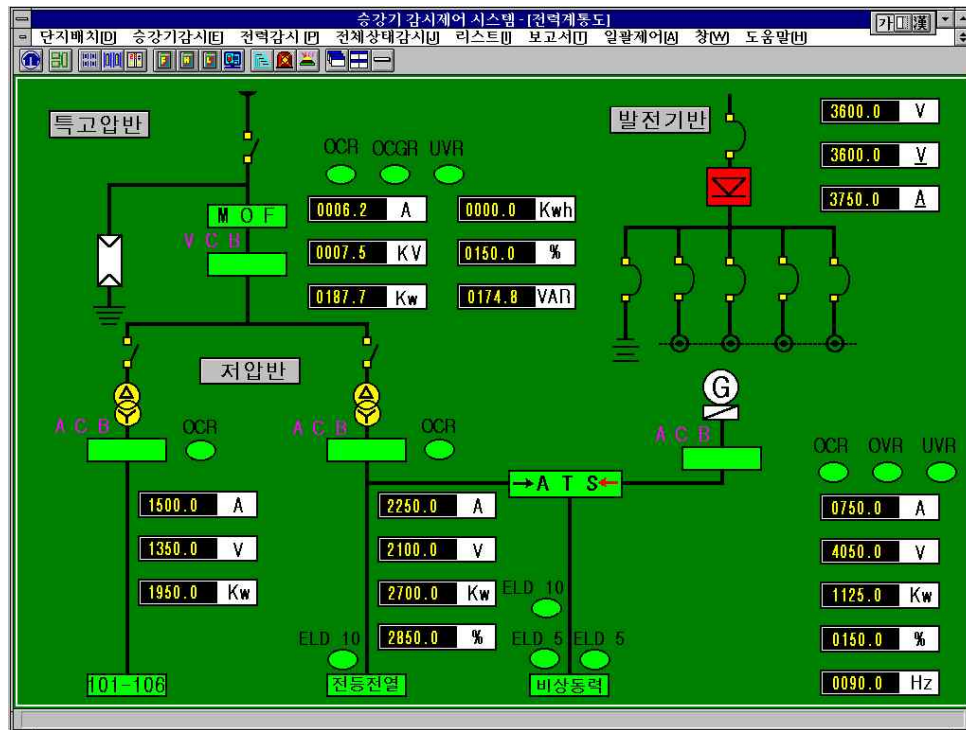 승강기 감시제어 시스템 - [전력계통도]
가 漢
단지배치[D] 승강기감시[E] 전력감시 [P] 전체상태감시[J] 리스트[I] 보고서[T] 일괄제어[A] 창[W] 도움말[H]
특고압반
발전기반
3600.0 V
3600.0 V
3750.0 A
OCR OCGR UVR
M O F
0006.2 A 0000.0 Kwh
V C B
0007.5 KV 0150.0 %
0187.7 Kw 0174.8 VAR
저압반
G
A C B OCR
A C B OCR
A C B
OCR OVR UVR
→A T S←
1500.0 A
2250.0 A
0750.0 A
1350.0 V
2100.0 V
4050.0 V
1950.0 Kw
2700.0 Kw
ELD 10
1125.0 Kw
ELD 10
2850.0 %
ELD 5 ELD 5
0150.0 %
101-106
전등전열
비상동력
0090.0 Hz